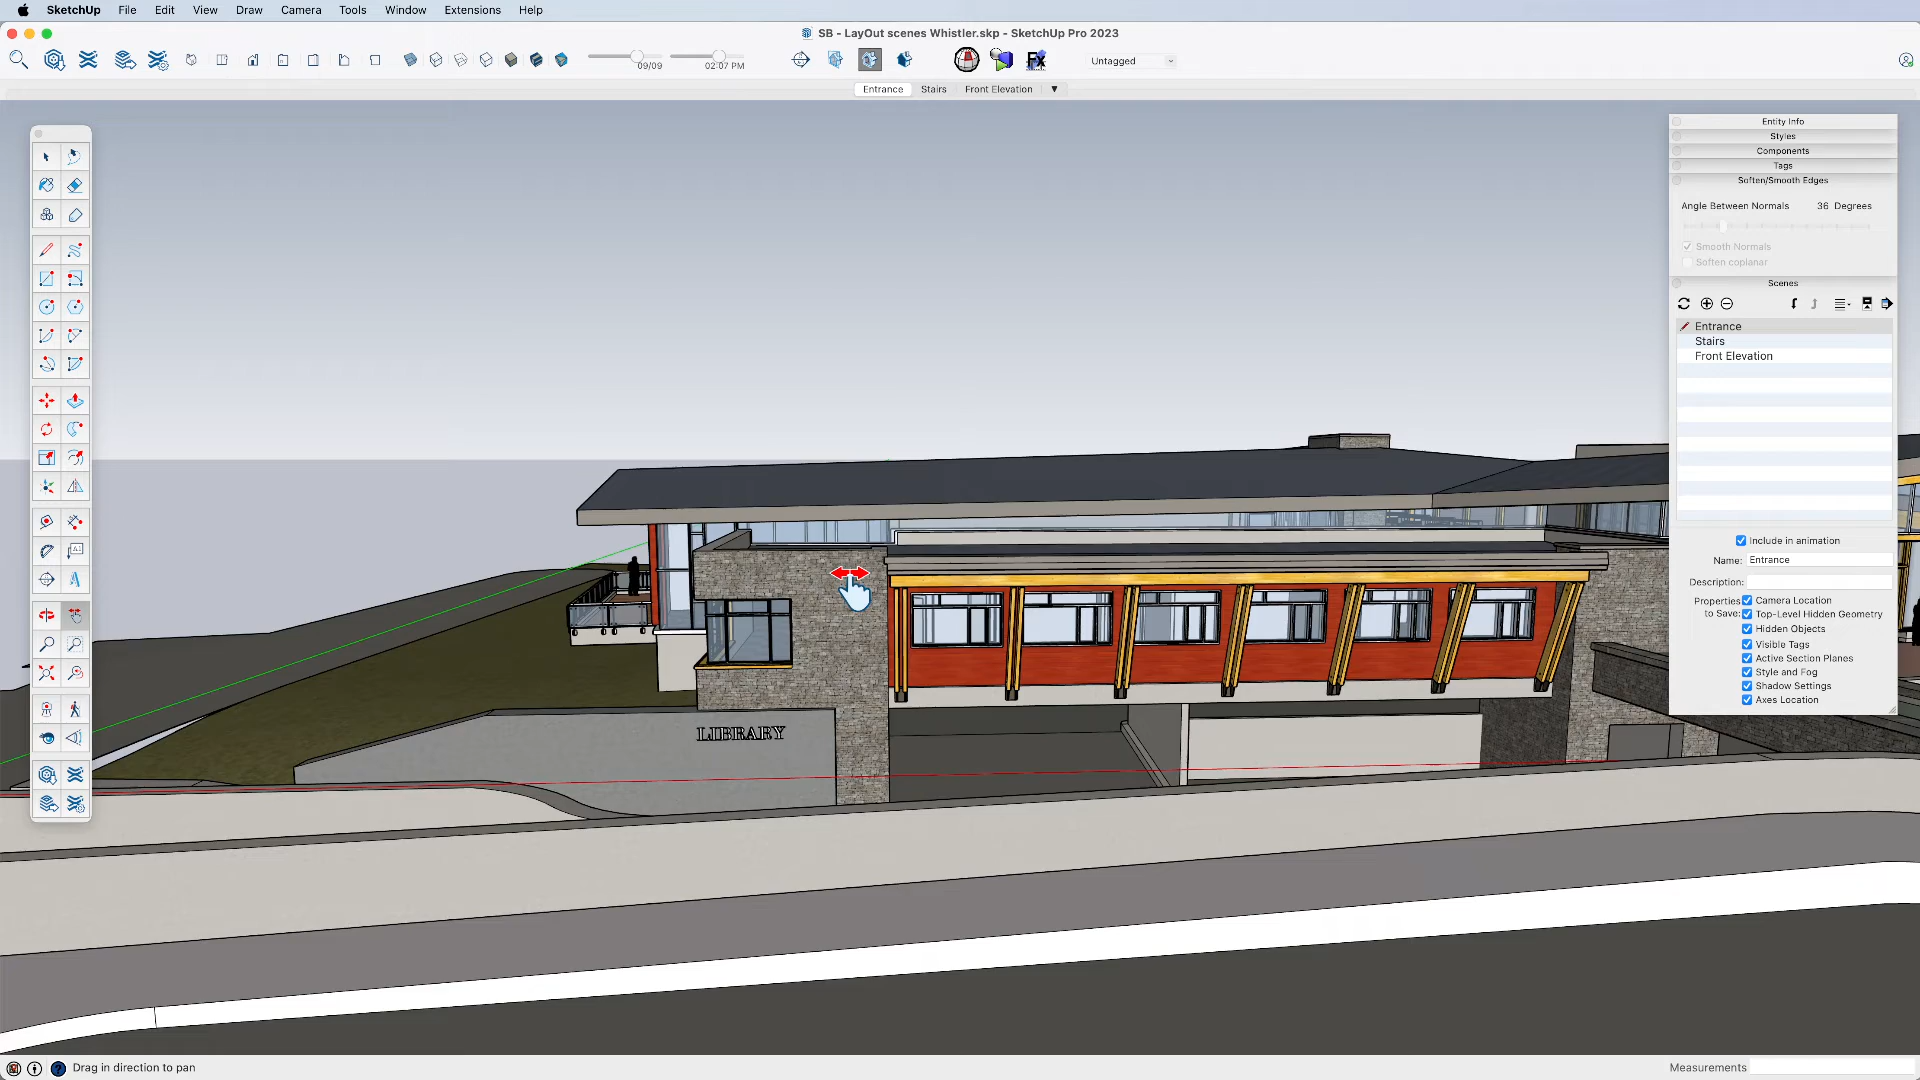 SketchUp File Edit View Draw Camera Tools Window Extensions Help
SB - LayOut scenes Whistler.skp - SketchUp Pro 2023
09/09 02:07 PM FX Untagged
Entrance Stairs Front Elevation
Entity Info
Styles
Components
Tags
Soften/Smooth Edges
Angle Between Normals 36 Degrees
Smooth Normals
Soften coplanar
Scenes
Entrance
Stairs
Front Elevation
Include in animation
Name: Entrance
Description:
Properties to Save:
Camera Location
Top-Level Hidden Geometry
Hidden Objects
Visible Tags
Active Section Planes
Style and Fog
Shadow Settings
Axes Location
LIBRARY
Drag in direction to pan
Measurements